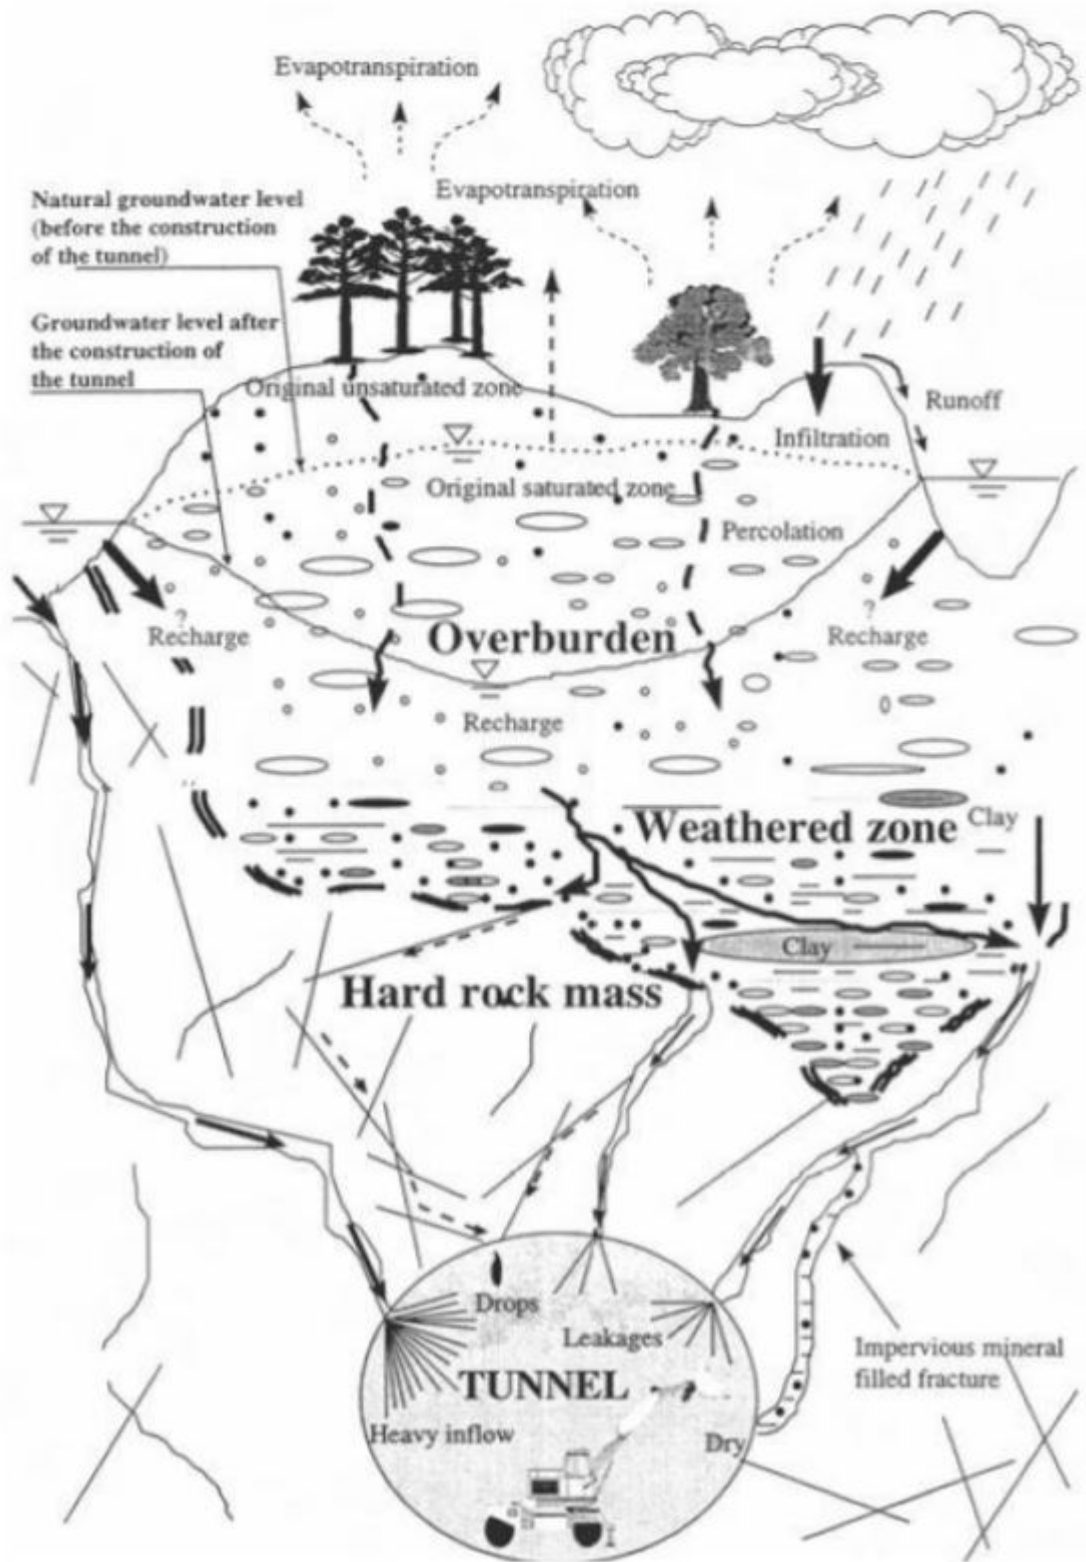 Evapotranspiration
Evapotranspiration
Natural groundwater level
(before the construction
of the tunnel)
Groundwater level after
the construction of
the tunnel
Original unsaturated zone
Runoff
Infiltration
Original saturated zone
Percolation
?
Recharge
Overburden
?
Recharge
Recharge
Weathered zone
Clay
Clay
Hard rock mass
Drops
Leakages
Impervious mineral
filled fracture
TUNNEL
Heavy inflow
Dry